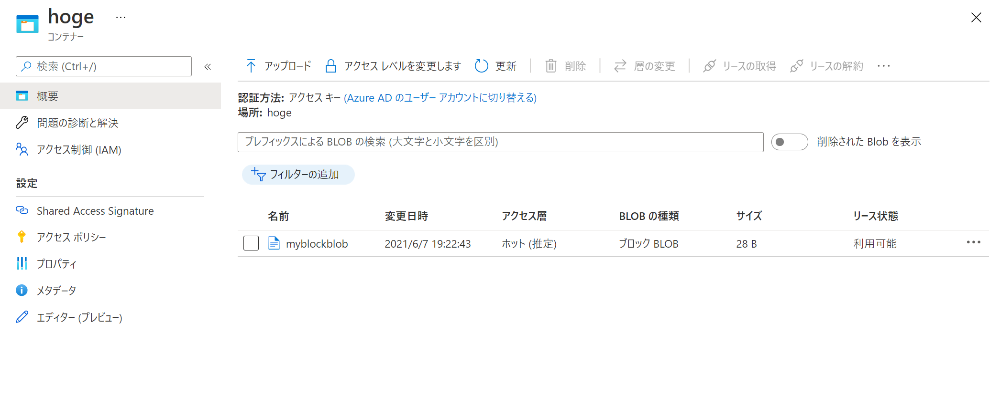 hoge ...
コンテナー
検索 (Ctrl+/)
«
概要
問題の診断と解決
アクセス制御 (IAM)
設定
Shared Access Signature
アクセス ポリシー
プロパティ
メタデータ
エディター (プレビュー)
アップロード アクセス レベルを変更します 更新 削除 層の変更 リースの取得 リースの解約 ...
認証方法: アクセス キー (Azure AD のユーザー アカウントに切り替える)
場所: hoge
プレフィックスによる BLOB の検索 (大文字と小文字を区別) 削除された Blob を表示
フィルターの追加
名前 変更日時 アクセス層 BLOB の種類 サイズ リース状態
myblockblob 2021/6/7 19:22:43 ホット (推定) ブロック BLOB 28 B 利用可能 ...